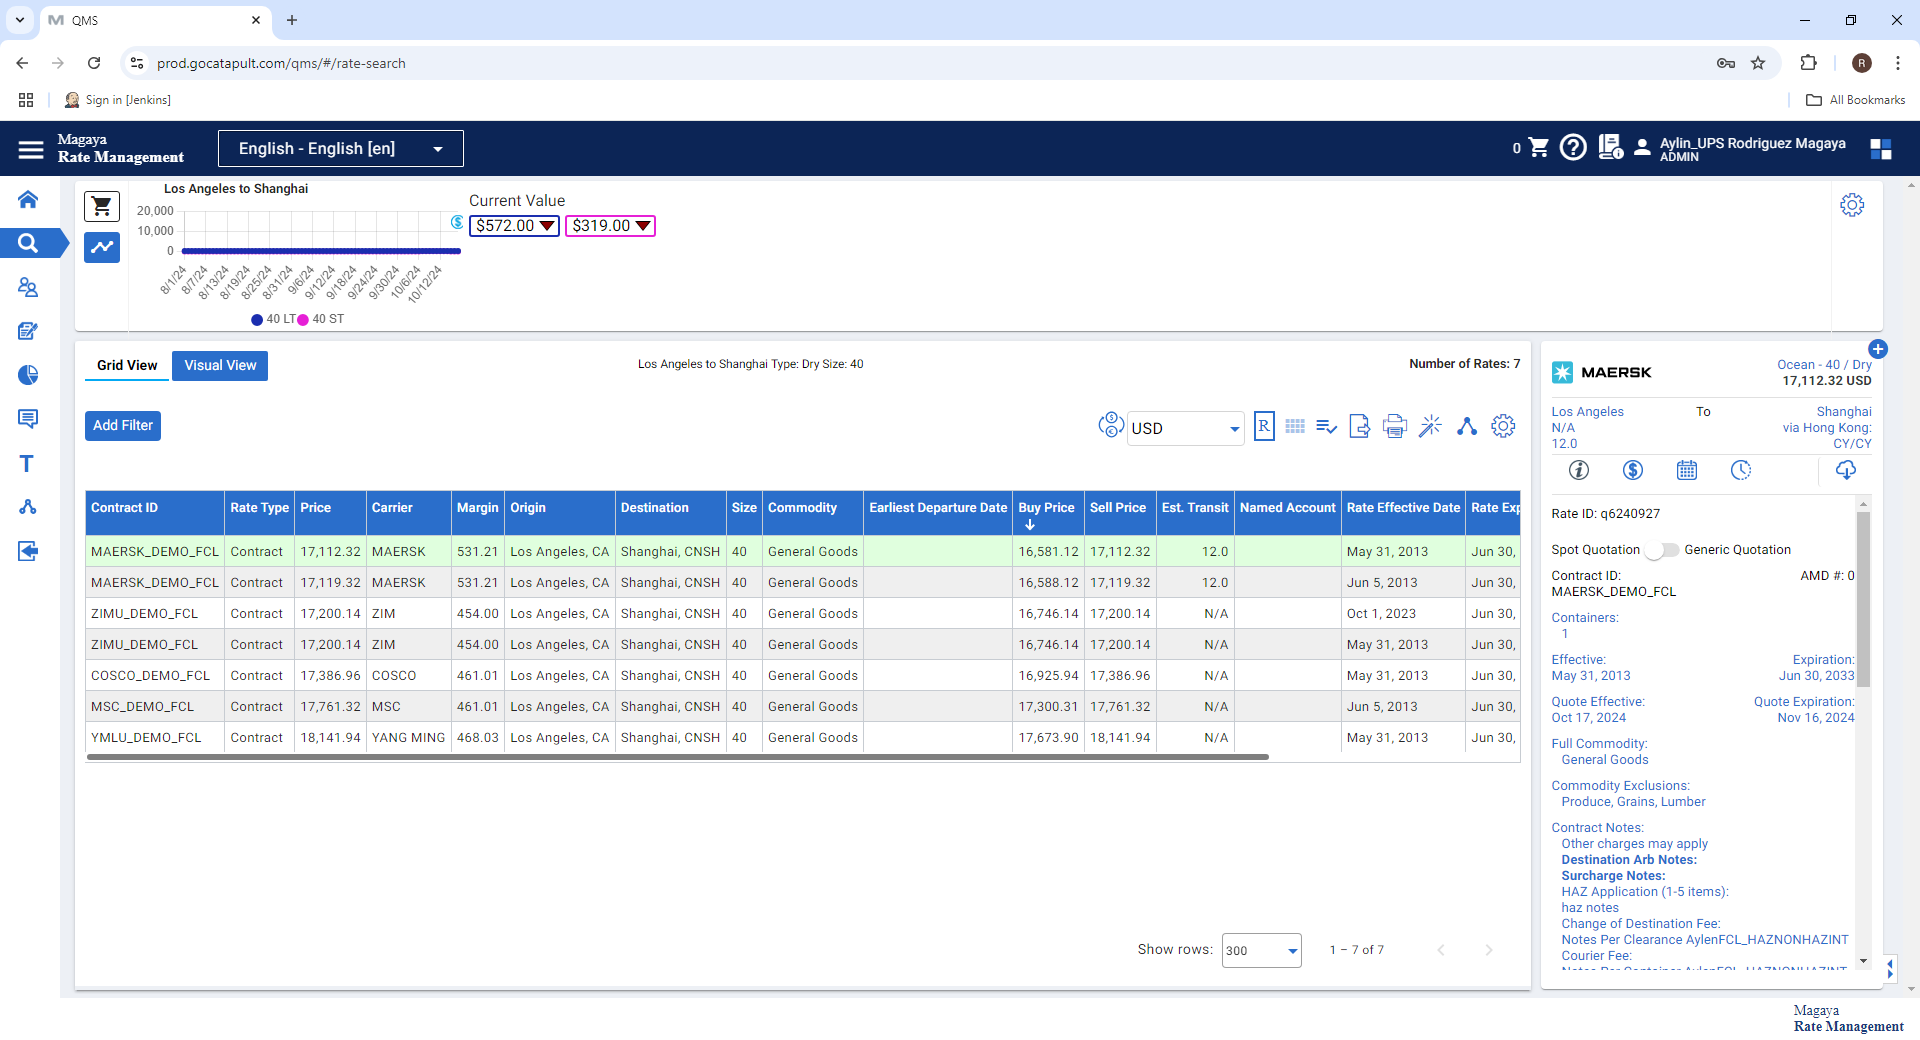 QMS
prod.gocatapult.com/qms/#/rate-search
R
Sign in [Jenkins]
All Bookmarks
Magaya
Rate Management
English - English [en]
0
Aylin_UPS Rodriguez Magaya
ADMIN
Los Angeles to Shanghai
20,000
10,000
0
8/1/24
8/7/24
8/13/24
8/19/24
8/25/24
8/31/24
9/6/24
9/12/24
9/18/24
9/24/24
9/30/24
10/6/24
10/12/24
40 LT
40 ST
Current Value
$572.00
$319.00
Grid View
Visual View
Los Angeles to Shanghai Type: Dry Size: 40
Number of Rates: 7
Add Filter
USD
R
Contract ID Rate Type Price Carrier Margin Origin Destination Size Commodity Earliest Departure Date Buy Price Sell Price Est. Transit Named Account Rate Effective Date Rate Exp
MAERSK_DEMO_FCL Contract 17,112.32 MAERSK 531.21 Los Angeles, CA Shanghai, CNSH 40 General Goods 16,581.12 17,112.32 12.0 May 31, 2013 Jun 30,
MAERSK_DEMO_FCL Contract 17,119.32 MAERSK 531.21 Los Angeles, CA Shanghai, CNSH 40 General Goods 16,588.12 17,119.32 12.0 Jun 5, 2013 Jun 30,
ZIMU_DEMO_FCL Contract 17,200.14 ZIM 454.00 Los Angeles, CA Shanghai, CNSH 40 General Goods 16,746.14 17,200.14 N/A Oct 1, 2023 Jun 30,
ZIMU_DEMO_FCL Contract 17,200.14 ZIM 454.00 Los Angeles, CA Shanghai, CNSH 40 General Goods 16,746.14 17,200.14 N/A May 31, 2013 Jun 30,
COSCO_DEMO_FCL Contract 17,386.96 COSCO 461.01 Los Angeles, CA Shanghai, CNSH 40 General Goods 16,925.94 17,386.96 N/A May 31, 2013 Jun 30,
MSC_DEMO_FCL Contract 17,761.32 MSC 461.01 Los Angeles, CA Shanghai, CNSH 40 General Goods 17,300.31 17,761.32 N/A Jun 5, 2013 Jun 30,
YMLU_DEMO_FCL Contract 18,141.94 YANG MING 468.03 Los Angeles, CA Shanghai, CNSH 40 General Goods 17,673.90 18,141.94 N/A May 31, 2013 Jun 30,
Show rows: 300 1 – 7 of 7
MAERSK
Ocean - 40 / Dry
17,112.32 USD
Los Angeles To Shanghai
N/A via Hong Kong:
12.0 CY/CY
Rate ID: q6240927
Spot Quotation Generic Quotation
Contract ID: AMD #: 0
MAERSK_DEMO_FCL
Containers:
1
Effective: Expiration:
May 31, 2013 Jun 30, 2033
Quote Effective: Quote Expiration:
Oct 17, 2024 Nov 16, 2024
Full Commodity:
General Goods
Commodity Exclusions:
Produce, Grains, Lumber
Contract Notes:
Other charges may apply
Destination Arb Notes:
Surcharge Notes:
HAZ Application (1-5 items):
haz notes
Change of Destination Fee:
Notes Per Clearance AylenFCL_HAZNONHAZINT
Courier Fee:
Notes Per Container AylenFCL_HAZNONHAZINT
Magaya
Rate Management